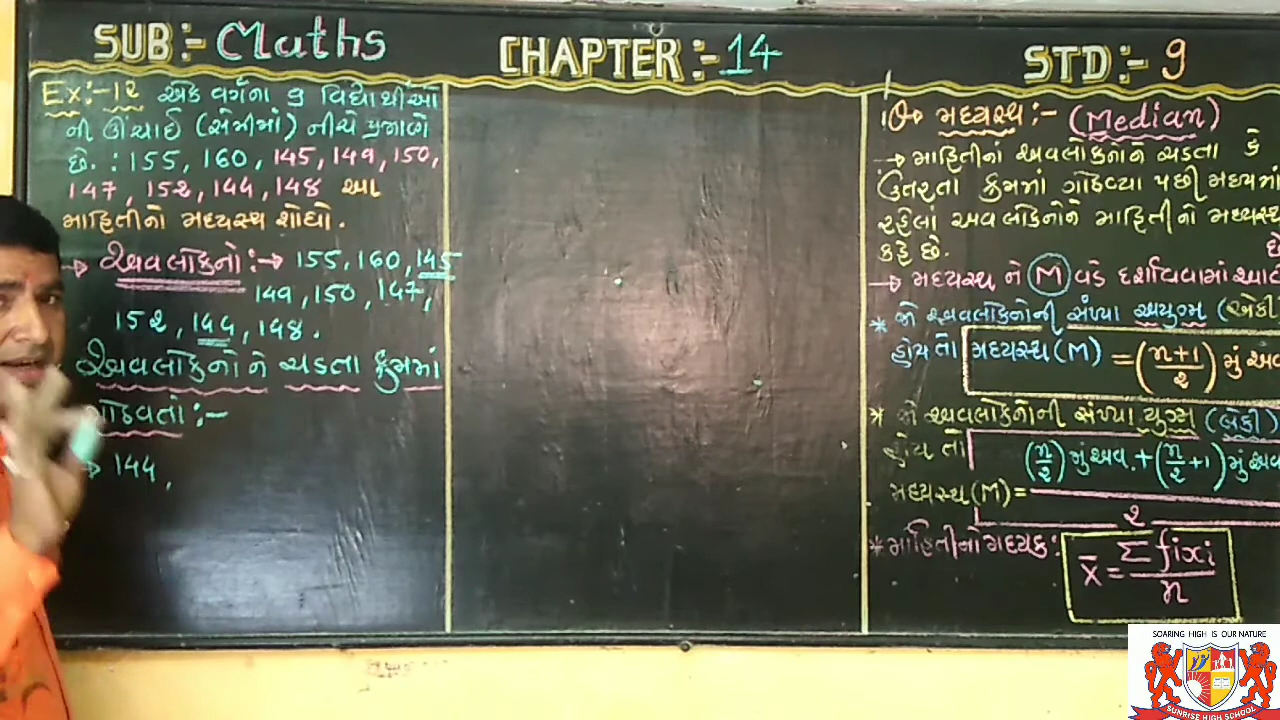 SUB:- Maths
CHAPTER:- 14
STD:- 9
Ex:-12 એક વર્ગના 9 વિદ્યાર્થીઓ
ની ઊંચાઈ (સેમીમાં) નીચે પ્રમાણે
છે. : 155, 160, 145, 149, 150,
147, 152, 144, 148 આ
માહિતીનો મધ્યસ્થ શોધો.
→ અવલોકનો :→ 155, 160, 145
149, 150, 147,
152, 144, 148.
અવલોકનો ને ચડતા ક્રમમાં
ગોઠવતાં :-
→ 144,
મધ્યસ્થ :- (Median)
→ માહિતીનાં અવલોકનોને ચડતા કે
ઉતરતા ક્રમમાં ગોઠવ્યા પછી મધ્યમાં
રહેલાં અવલોકનોને માહિતીનો મધ્યસ્થ
કહે છે.
→ મધ્યસ્થ ને M વડે દર્શાવવામાં આવે
છે
* જો અવલોકનોની સંખ્યા અયુગ્મ (એકી
હોય તો મધ્યસ્થ (M) = (n+1/2) મું અવ
* જો અવલોકનોની સંખ્યા યુગ્મ (બેકી)
હોય તો (n/2) મું અવ. + (n/2 +1) મું અવ
મધ્યસ્થ (M) =
2
* માહિતીનો મધ્યક : x̄ = Σfixi/n
SOARING HIGH IS OUR NATURE
SUNRISE HIGH SCHOOL